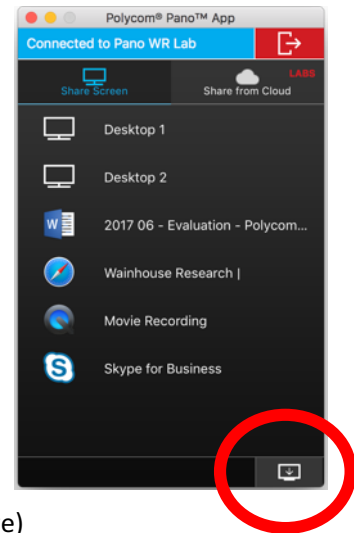 Polycom® Pano™ App
Connected to Pano WR Lab
LABS
Share Screen
Share from Cloud
Desktop 1
Desktop 2
W
2017 06 - Evaluation - Polycom...
Wainhouse Research |
Movie Recording
S
Skype for Business
e)